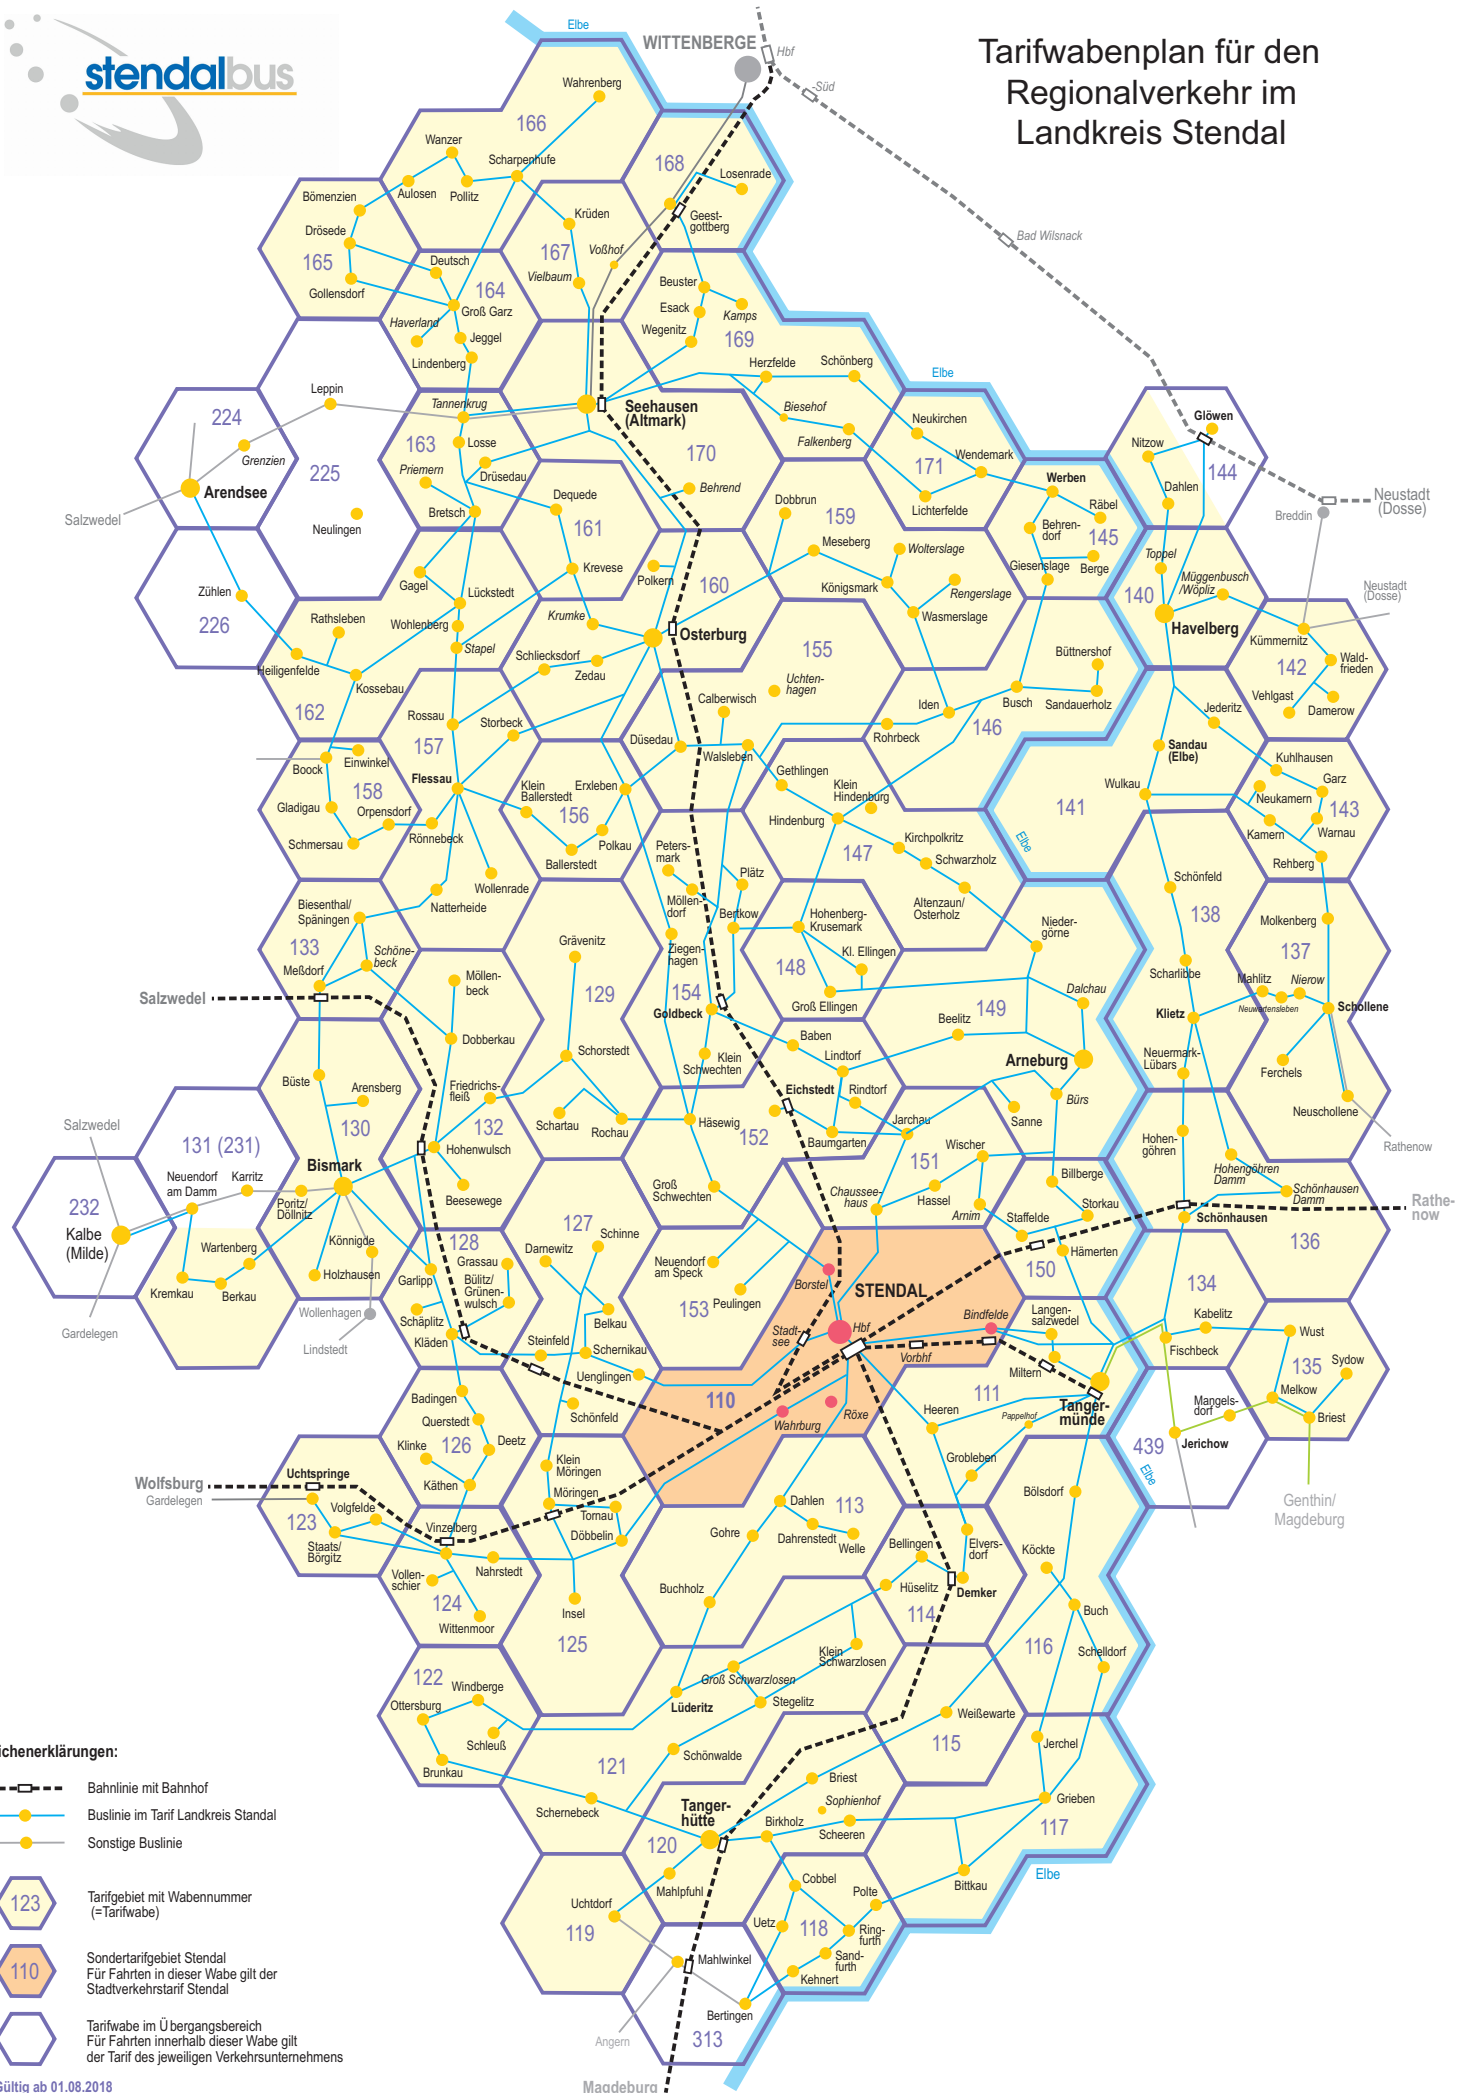 stendalbus
Tarifwabenplan für den
Regionalverkehr im
Landkreis Stendal
Elbe
WITTENBERGE
Hbf
-Süd
Wahrenberg
166
Wanzer
Scharpenhufe
168
Losenrade
Aulosen
Pollitz
Bömenzien
Krüden
Geest-
gottberg
Drösede
167
Voßhof
Bad Wilsnack
165
Deutsch
Vielbaum
Gollensdorf
164
Beuster
Groß Garz
Esack
Kamps
Haverland
Jeggel
Wegenitz
169
Lindenberg
Herzfelde
Schönberg
Elbe
Leppin
Tannenkrug
Seehausen
(Altmark)
Biesehof
Neukirchen
Glöwen
224
163
Losse
Falkenberg
Nitzow
Grenzien
170
Wendemark
144
Priemern
Drüsedau
171
Werben
225
Behrend
Dahlen
Arendsee
Dequede
Dobbrun
Lichterfelde
Räbel
Neustadt
(Dosse)
Salzwedel
Bretsch
159
Breddin
Neulingen
161
Meseberg
Behren-
dorf
145
Wolterslage
Toppel
Giesenslage
Berge
Krevese
Polkern
160
Königsmark
Müggenbusch
/Wöpliz
Neustadt
(Dosse)
Gagel
Rengerslage
140
Zühlen
Lückstedt
Wasmerslage
Rathsleben
Krumke
226
Wohlenberg
Osterburg
Havelberg
Kümmernitz
Stapel
Schliecksdorf
155
Büttnershof
142
Wald-
frieden
Heiligenfelde
Zedau
Uchten-
hagen
Kossebau
Vehlgast
Damerow
162
Calberwisch
Iden
Busch
Sandauerholz
Rossau
Storbeck
Jederitz
157
Düsedau
Rohrbeck
146
Walsleben
Sandau
(Elbe)
Einwinkel
Kuhlhausen
Boock
Gethlingen
Flessau
Garz
158
Klein
Ballerstedt
Erxleben
Klein
Hindenburg
Wulkau
Neukamern
Gladigau
Orpensdorf
156
141
143
Hindenburg
Kamern
Warnau
Schmersau
Rönnebeck
Polkau
Elbe
Peters-
mark
Kirchpolkritz
147
Rehberg
Ballerstedt
Schwarzholz
Plätz
Wollenrade
Schönfeld
Natterheide
Möllen-
dorf
Altenzaun/
Osterholz
Biesenthal/
Späningen
Bertkow
Hohenberg-
Krusemark
Nieder-
görne
138
Molkenberg
133
Grävenitz
Ziegen-
hagen
Kl. Ellingen
137
Schöne-
beck
Meßdorf
148
Scharlibbe
Möllen-
beck
129
154
Mahlitz
Nierow
Salzwedel
Groß Ellingen
Dalchau
Neuwartensleben
Goldbeck
149
Klietz
Schollene
Beelitz
Dobberkau
Baben
Neuermark-
Lübars
Schorstedt
Klein
Schwechten
Lindtorf
Arneburg
Ferchels
Büste
Arensberg
Friedrichs-
fleiß
Eichstedt
Rindtorf
Bürs
Neuschollene
Salzwedel
130
Schartau
Rochau
Häsewig
Jarchau
Sanne
132
152
Rathenow
131 (231)
Hohenwulsch
Baumgarten
Wischer
Hohen-
göhren
Bismark
151
Neuendorf
am Damm
Karritz
Billberge
Hohengöhren
Damm
232
Groß
Schwechten
Chaussee-
haus
Hassel
Beesewege
Schönhausen
Damm
Kalbe
(Milde)
Poritz/
Döllnitz
Arnim
Storkau
Rathe-
now
Staffelde
Schönhausen
127
Wartenberg
Könnigde
128
Darnewitz
Schinne
Hämerten
136
Grassau
STENDAL
150
Kremkau
Berkau
Holzhausen
Garlipp
Bülitz/
Grünen-
wulsch
Neuendorf
am Speck
Borstel
134
Wollenhagen
Schäplitz
Belkau
153
Peulingen
Bindfelde
Langen-
salzwedel
Kabelitz
Gardelegen
Kläden
Steinfeld
Stadt-
see
Hbf
Wust
Lindstedt
Schernikau
Vorbhf
Fischbeck
135
Sydow
Uenglingen
Miltern
Badingen
110
111
Mangels-
dorf
Melkow
Querstedt
Schönfeld
Wahrburg
Röxe
Heeren
Pappelhof
Tanger-
münde
Briest
Klinke
126
Deetz
439
Jerichow
Uchtspringe
Käthen
Klein
Möringen
Grobleben
Elbe
Wolfsburg
Gardelegen
Möringen
113
Bölsdorf
Genthin/
Magdeburg
Volgfelde
Vinzelberg
Tornau
Dahlen
123
Döbbelin
Gohre
Dahrenstedt
Welle
Bellingen
Elvers-
dorf
Staats/
Börgitz
Nahrstedt
Köckte
Vollen-
schier
Buchholz
Hüselitz
Demker
124
Insel
114
Buch
Wittenmoor
125
Klein
Schwarzlosen
116
Schelldorf
122
Windberge
Groß Schwarzlosen
Ottersburg
Lüderitz
Stegelitz
Weißewarte
Schleuß
Schönwalde
115
Jerchel
Brunkau
121
Briest
Schernebeck
Tanger-
hütte
Sophienhof
Grieben
Birkholz
Scheeren
117
120
Cobbel
Elbe
Mahlpfuhl
Polte
Bittkau
Uchtdorf
Uetz
118
Ring-
furth
119
Mahlwinkel
Sand-
furth
Kehnert
Bertingen
Angern
313
Magdeburg
ichenerklärungen:
Bahnlinie mit Bahnhof
Buslinie im Tarif Landkreis Standal
Sonstige Buslinie
123
Tarifgebiet mit Wabennummer
(=Tarifwabe)
110
Sondertarifgebiet Stendal
Für Fahrten in dieser Wabe gilt der
Stadtverkehrstarif Stendal
Tarifwabe im Übergangsbereich
Für Fahrten innerhalb dieser Wabe gilt
der Tarif des jeweiligen Verkehrsunternehmens
Gültig ab 01.08.2018